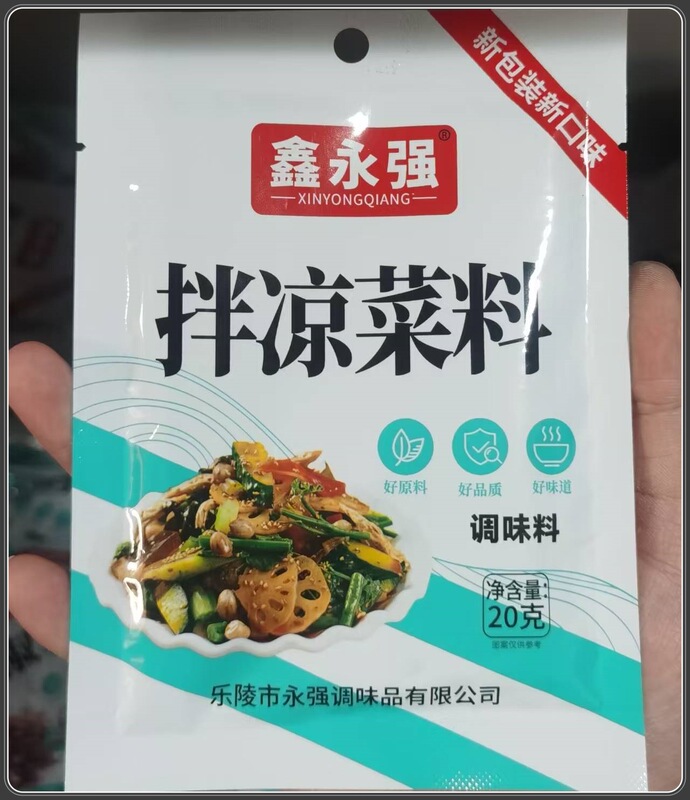 新包装新口味
鑫永强®
XINYONGQIANG
拌凉菜料
好原料 好品质 好味道
调味料
净含量:
20克
图案仅供参考
乐陵市永强调味品有限公司